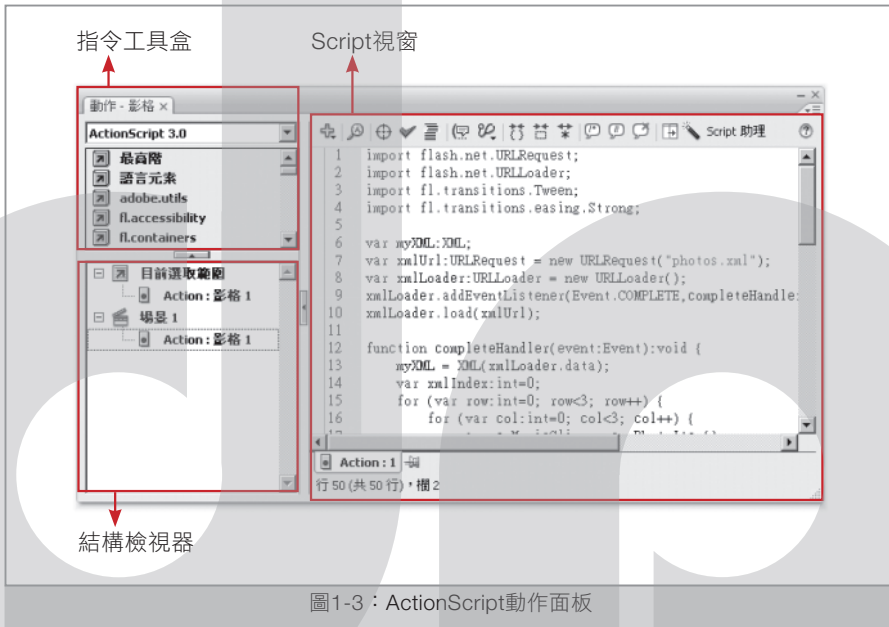 指令工具盒
Script視窗
動作 - 影格 ×
ActionScript 3.0
最高階
語言元素
adobe.utils
fl.accessibility
fl.containers
目前選取範圍
Action : 影格 1
場景 1
Action : 影格 1
Script 助理
1 import flash.net.URLRequest;
2 import flash.net.URLLoader;
3 import fl.transitions.Tween;
4 import fl.transitions.easing.Strong;
5
6 var myXML:XML;
7 var xmlUrl:URLRequest = new URLRequest("photos.xml");
8 var xmlLoader:URLLoader = new URLLoader();
9 xmlLoader.addEventListener(Event.COMPLETE,completeHandle
10 xmlLoader.load(xmlUrl);
11
12 function completeHandler(event:Event):void {
13 myXML = XML(xmlLoader.data);
14 var xmlIndex:int=0;
15 for (var row:int=0; row<3; row++) {
16 for (var col:int=0; col<3; col++) {
Action : 1
行 50 (共 50 行)，欄 2
結構檢視器
圖1-3：ActionScript動作面板